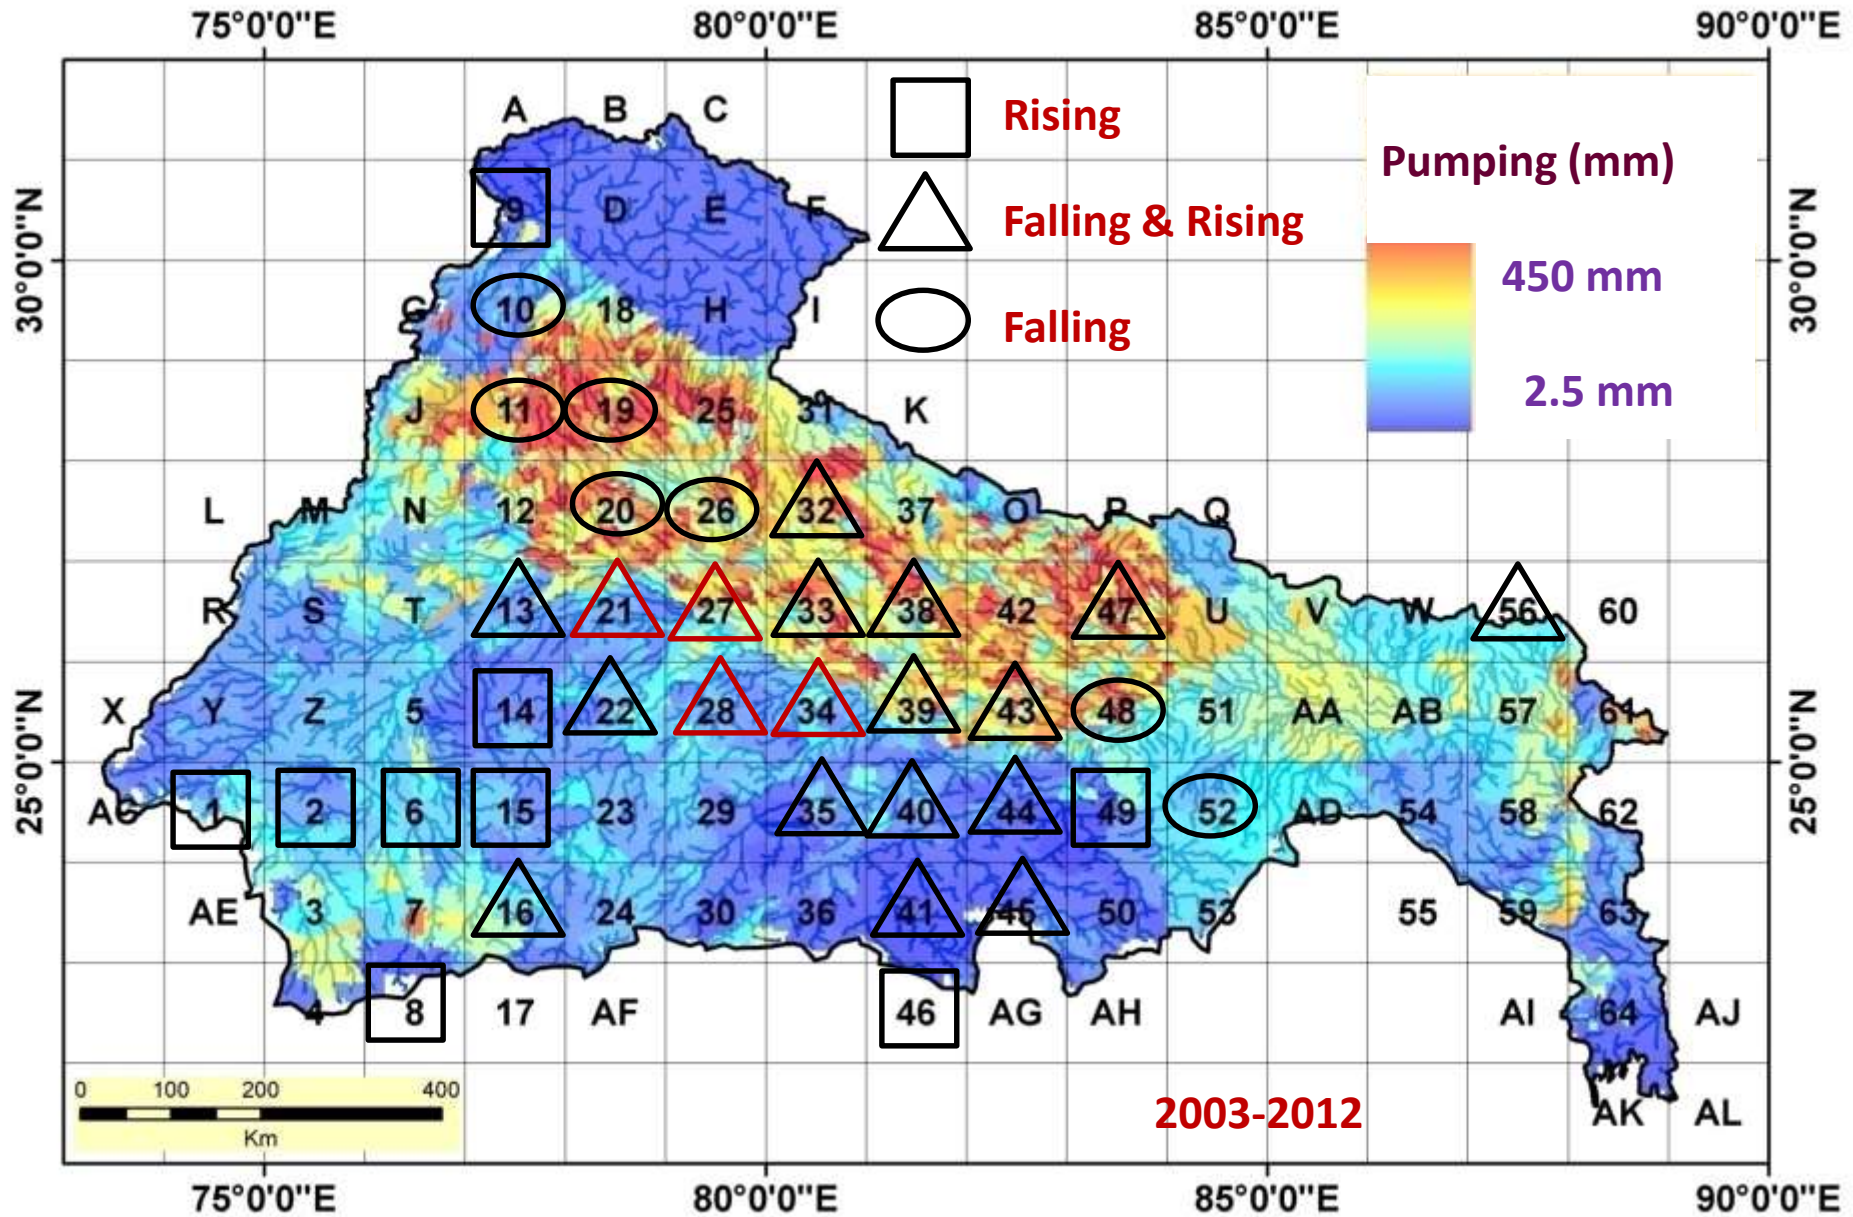 75°0'0"E 80°0'0"E 85°0'0"E 90°0'0"E
A B C
Rising
Pumping (mm)
9 D E F
Falling & Rising
30°0'0"N 30°0'0"N
450 mm
G 10 18 H I
Falling
2.5 mm
J 11 19 25 31 K
L M N 12 20 26 32 37 O P Q
R S T 13 21 27 33 38 42 47 U V W 56 60
X Y Z 5 14 22 28 34 39 43 48 51 AA AB 57 61
25°0'0"N 25°0'0"N
AC 1 2 6 15 23 29 35 40 44 49 52 AD 54 58 62
AE 3 7 16 24 30 36 41 45 50 53 55 59 63
4 8 17 AF 46 AG AH AI 64 AJ
0 100 200 400
Km
2003-2012
AK AL
75°0'0"E 80°0'0"E 85°0'0"E 90°0'0"E